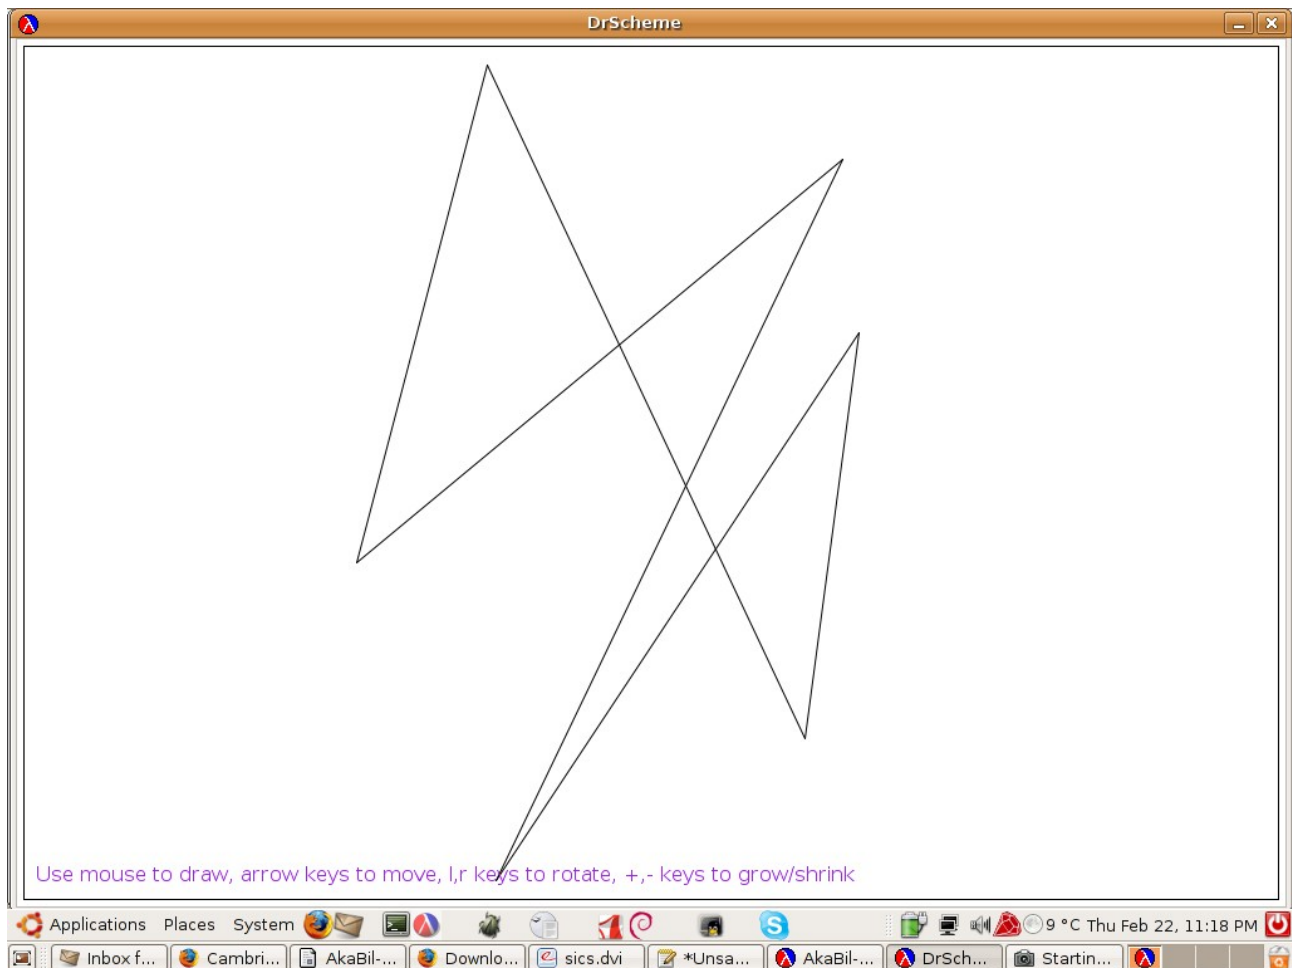 DrScheme
Use mouse to draw, arrow keys to move, l,r keys to rotate, +,- keys to grow/shrink
Applications Places System 9 °C Thu Feb 22, 11:18 PM
Inbox f... Cambri... AkaBil-... Downlo... sics.dvi *Unsa... AkaBil-... DrSch... Startin...